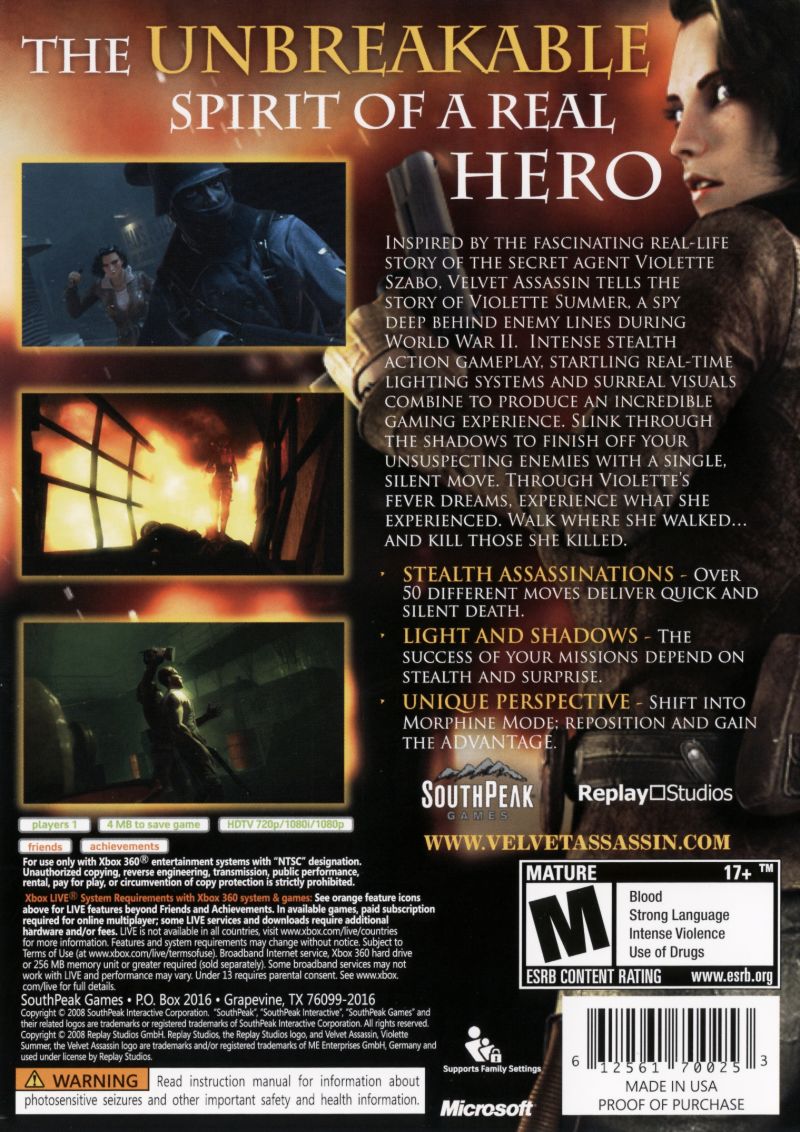 THE UNBREAKABLE
SPIRIT OF A REAL
HERO
INSPIRED BY THE FASCINATING REAL-LIFE
STORY OF THE SECRET AGENT VIOLETTE
SZABO, VELVET ASSASSIN TELLS THE
STORY OF VIOLETTE SUMMER, A SPY
DEEP BEHIND ENEMY LINES DURING
WORLD WAR II. INTENSE STEALTH
ACTION GAMEPLAY, STARTLING REAL-TIME
LIGHTING SYSTEMS AND SURREAL VISUALS
COMBINE TO PRODUCE AN INCREDIBLE
GAMING EXPERIENCE. SLINK THROUGH
THE SHADOWS TO FINISH OFF YOUR
UNSUSPECTING ENEMIES WITH A SINGLE,
SILENT MOVE. THROUGH VIOLETTE'S
FEVER DREAMS, EXPERIENCE WHAT SHE
EXPERIENCED. WALK WHERE SHE WALKED...
AND KILL THOSE SHE KILLED.
‣ STEALTH ASSASSINATIONS - OVER
50 DIFFERENT MOVES DELIVER QUICK AND
SILENT DEATH.
‣ LIGHT AND SHADOWS - THE
SUCCESS OF YOUR MISSIONS DEPEND ON
STEALTH AND SURPRISE.
‣ UNIQUE PERSPECTIVE - SHIFT INTO
MORPHINE MODE; REPOSITION AND GAIN
THE ADVANTAGE.
SOUTHPEAK
GAMES
Replay Studios
WWW.VELVETASSASSIN.COM
players 1 4 MB to save game HDTV 720p/1080i/1080p
friends achievements
For use only with Xbox 360® entertainment systems with "NTSC" designation.
Unauthorized copying, reverse engineering, transmission, public performance,
rental, pay for play, or circumvention of copy protection is strictly prohibited.
Xbox LIVE® System Requirements with Xbox 360 system & games: See orange feature icons
above for LIVE features beyond Friends and Achievements. In available games, paid subscription
required for online multiplayer; some LIVE services and downloads require additional
hardware and/or fees. LIVE is not available in all countries, visit www.xbox.com/live/countries
for more information. Features and system requirements may change without notice. Subject to
Terms of Use (at www.xbox.com/live/termsofuse). Broadband Internet service, Xbox 360 hard drive
or 256 MB memory unit or greater required (sold separately). Some broadband services may not
work with LIVE and performance may vary. Under 13 requires parental consent. See www.xbox.
com/live for full details.
SouthPeak Games • P.O. Box 2016 • Grapevine, TX 76099-2016
Copyright © 2008 SouthPeak Interactive Corporation. "SouthPeak", "SouthPeak Interactive", "SouthPeak Games" and
their related logos are trademarks or registered trademarks of SouthPeak Interactive Corporation. All rights reserved.
Copyright © 2008 Replay Studios GmbH. Replay Studios, the Replay Studios logo, and Velvet Assassin, Violette
Summer, the Velvet Assassin logo are trademarks and/or registered trademarks of ME Enterprises GmbH, Germany and
used under license by Replay Studios.
WARNING Read instruction manual for information about
photosensitive seizures and other important safety and health information.
MATURE 17+ ™
M
Blood
Strong Language
Intense Violence
Use of Drugs
ESRB CONTENT RATING www.esrb.org
Supports Family Settings
Microsoft®
6 12561 70025 3
MADE IN USA
PROOF OF PURCHASE